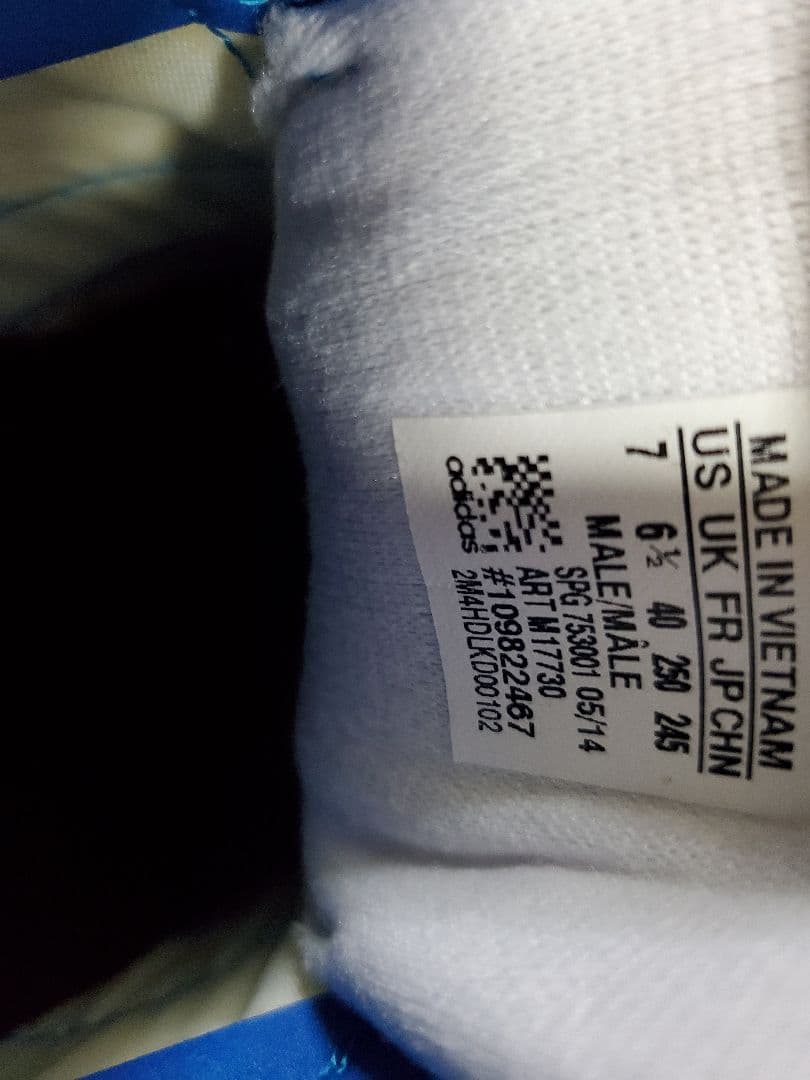 MADE IN VIETNAM
US UK FR JP CHN
7 6½ 40 250 245
MALE/MÂLE
SPG 753001 05/14
ART M17730
#109822467
adidas 2M4HDLKD00102